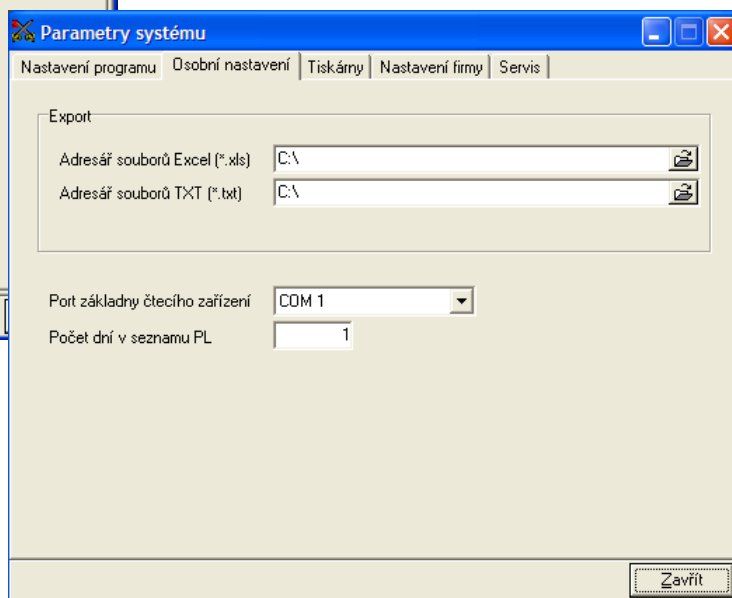 Parametry systému
Nastavení programu Osobní nastavení Tiskárny Nastavení firmy Servis
Export
Adresář souborů Excel (*.xls) C:\
Adresář souborů TXT (*.txt) C:\
Port základny čtecího zařízení COM 1
Počet dní v seznamu PL 1
Zavřít